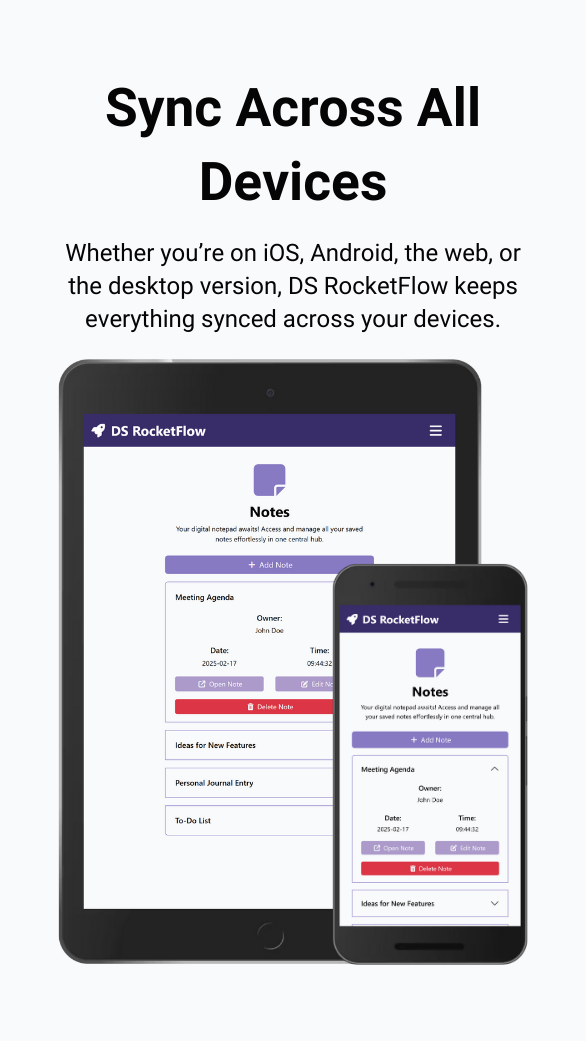 Sync Across All
Devices
Whether you’re on iOS, Android, the web, or
the desktop version, DS RocketFlow keeps
everything synced across your devices.
DS RocketFlow
Notes
Your digital notepad awaits! Access and manage all your saved
notes effortlessly in one central hub.
+ Add Note
Meeting Agenda
Owner:
John Doe
Date:
Time:
2025-02-17
09:44:32
Open Note
Edit No
Delete Note
Ideas for New Features
Personal Journal Entry
To-Do List
DS RocketFlow
Notes
Your digital notepad awaits! Access and manage all
your saved notes effortlessly in one central hub.
+ Add Note
Meeting Agenda
Owner:
John Doe
Date:
Time:
2025-02-17
09:44:32
Open Note
Edit Note
Delete Note
Ideas for New Features